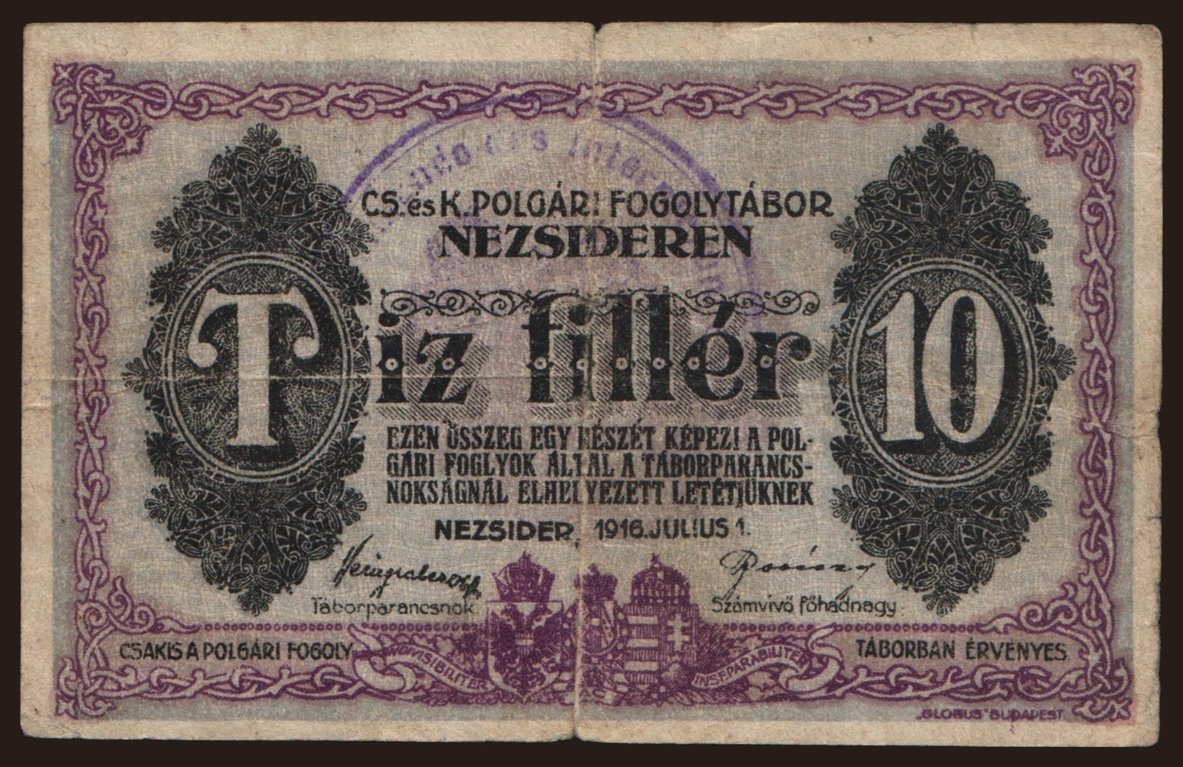 CS. és K. POLGÁRI FOGOLYTÁBOR
NEZSIDEREN
Tiz fillér
10
EZEN ÖSSZEG EGY RÉSZÉT KÉPEZI A POL-
GÁRI FOGLYOK ÁLTAL A TÁBORPARANCS-
NOKSÁGNÁL ELHELYEZETT LETÉTJÜKNEK
NEZSIDER, 1916. JULIUS 1.
Táborparancsnok.
Számvivő főhadnagy.
CSAKIS A POLGÁRI FOGOLY
TÁBORBAN ÉRVÉNYES.
INDIVISIBILITER
INSEPARABILITER
„GLOBUS" BUDAPEST